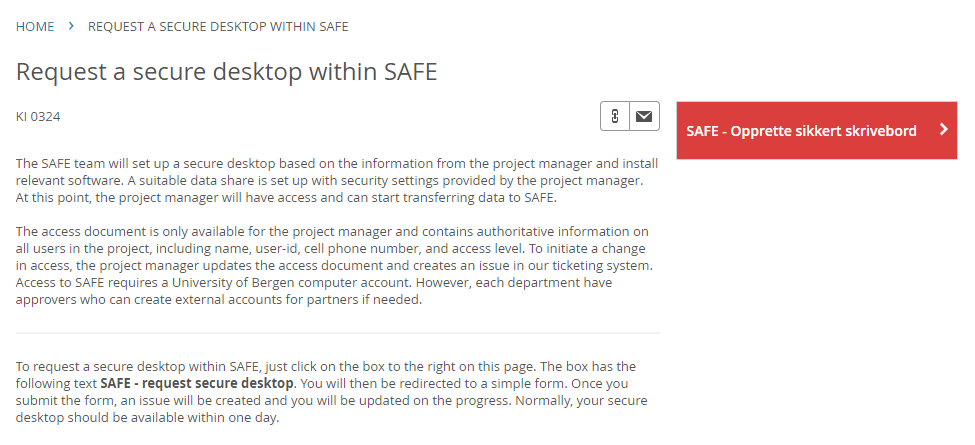 HOME > REQUEST A SECURE DESKTOP WITHIN SAFE
Request a secure desktop within SAFE
KI 0324
SAFE - Opprette sikkert skrivebord
The SAFE team will set up a secure desktop based on the information from the project manager and install
relevant software. A suitable data share is set up with security settings provided by the project manager.
At this point, the project manager will have access and can start transferring data to SAFE.
The access document is only available for the project manager and contains authoritative information on
all users in the project, including name, user-id, cell phone number, and access level. To initiate a change
in access, the project manager updates the access document and creates an issue in our ticketing system.
Access to SAFE requires a University of Bergen computer account. However, each department have
approvers who can create external accounts for partners if needed.
To request a secure desktop within SAFE, just click on the box to the right on this page. The box has the
following text SAFE - request secure desktop. You will then be redirected to a simple form. Once you
submit the form, an issue will be created and you will be updated on the progress. Normally, your secure
desktop should be available within one day.